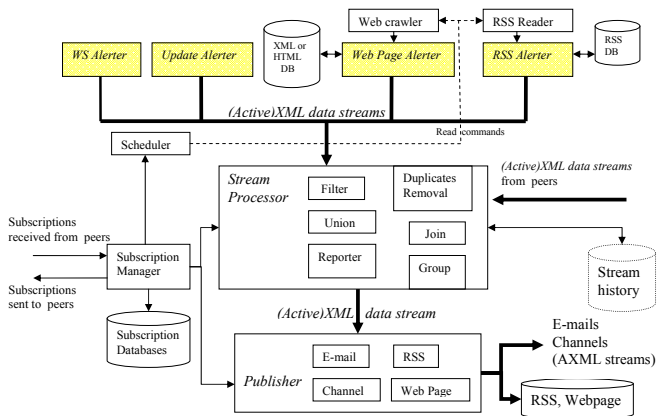 Web crawler
RSS Reader
WS Alerter
Update Alerter
XML or
HTML
DB
Web Page Alerter
RSS Alerter
RSS
DB
(Active)XML data streams
Read commands
Scheduler
Stream
Processor
Filter
Duplicates
Removal
Union
Join
Reporter
Group
(Active)XML data streams
from peers
Subscriptions
received from peers
Subscription
Manager
Subscriptions
sent to peers
Stream
history
Subscription
Databases
(Active)XML data stream
Publisher
E-mail
RSS
Channel
Web Page
E-mails
Channels
(AXML streams)
RSS, Webpage